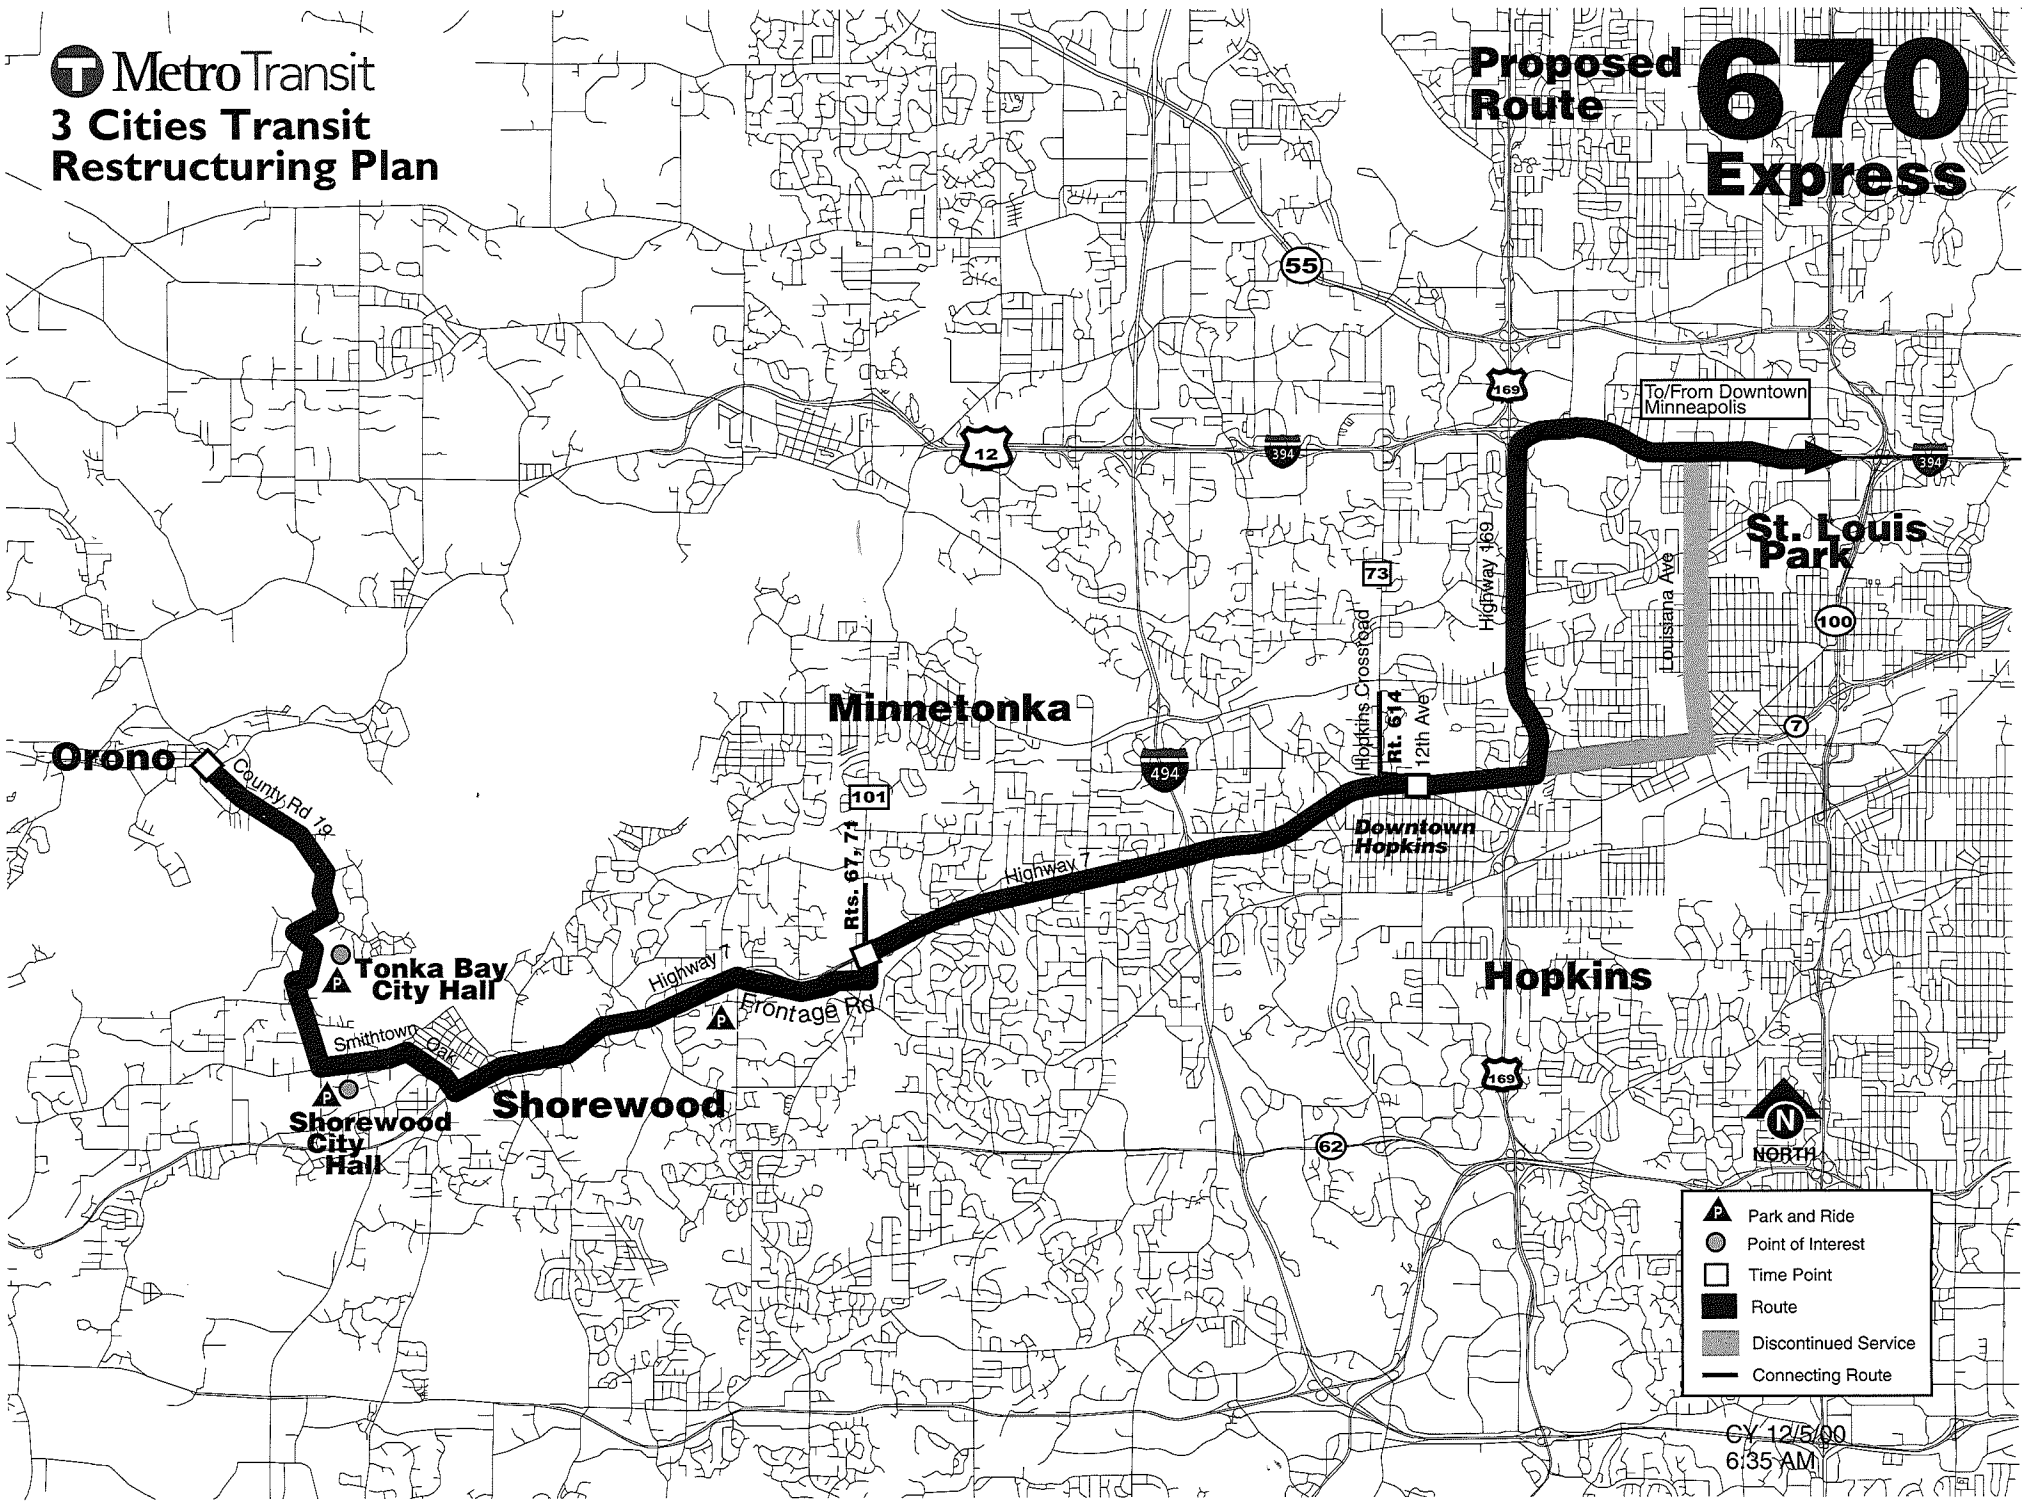 T MetroTransit
3 Cities Transit
Restructuring Plan
Proposed
Route
670
Express
55
169
To/From Downtown
Minneapolis
12
394
394
Highway 169
St. Louis
Park
73
Louisiana Ave
100
Hopkins Crossroad
Rt. 614
12th Ave
Minnetonka
7
Orono
County Rd 19
494
101
Downtown
Hopkins
Rts. 67, 71
Highway 7
Tonka Bay
City Hall
P
Highway 7
Hopkins
Frontage Rd
P
Smithtown
Oak
169
P
Shorewood
Shorewood
City
Hall
62
N
NORTH
P Park and Ride
Point of Interest
Time Point
Route
Discontinued Service
Connecting Route
CY 12/5/00
6:35 AM